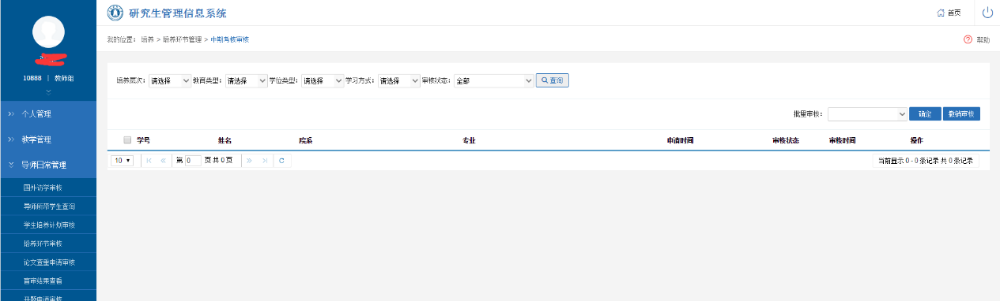 研究生管理信息系统
首页
我的位置： 培养 > 培养环节管理 > 中期考核审核
帮助
10888 | 教师组
个人管理
教学管理
导师日常管理
国外访学审核
导师所带学生查询
学生培养计划审核
培养环节审核
论文查重申请审核
盲审结果查看
开题申请审核
培养层次： 请选择 教育类型： 请选择 学位类型： 请选择 学习方式： 请选择 审核状态： 全部 查询
批量审核： 确定 撤销审核
学号 姓名 院系 专业 申请时间 审核状态 审核时间 操作
10 第 0 页 共 0 页 当前显示 0 - 0 条记录 共 0 条记录